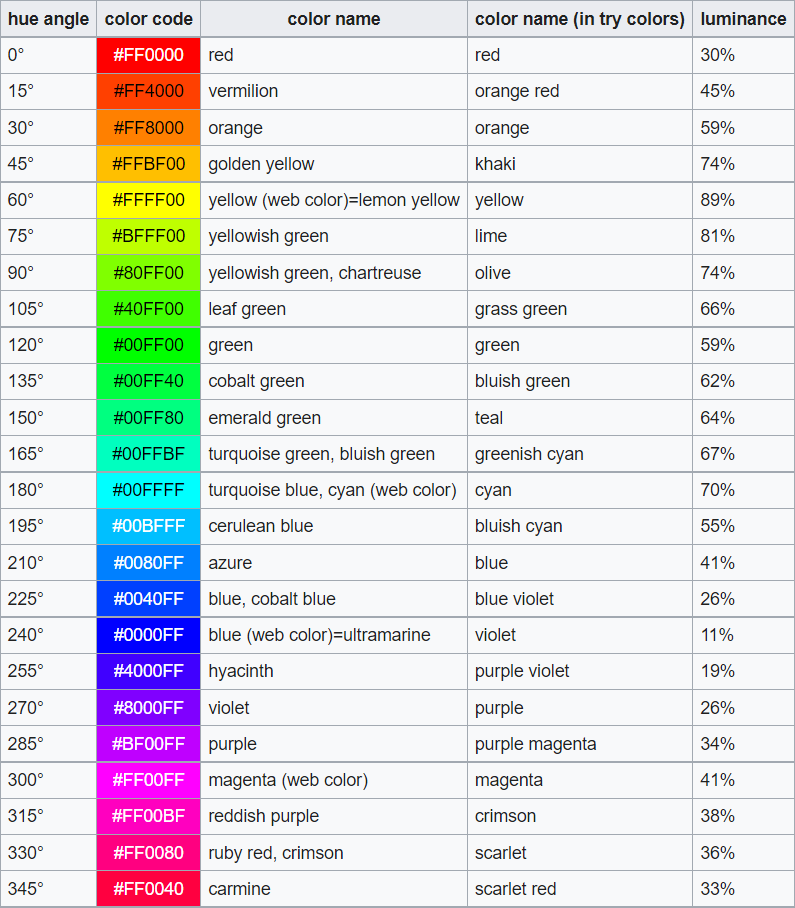 hue angle color code color name color name (in try colors) luminance
0° #FF0000 red red 30%
15° #FF4000 vermilion orange red 45%
30° #FF8000 orange orange 59%
45° #FFBF00 golden yellow khaki 74%
60° #FFFF00 yellow (web color)=lemon yellow yellow 89%
75° #BFFF00 yellowish green lime 81%
90° #80FF00 yellowish green, chartreuse olive 74%
105° #40FF00 leaf green grass green 66%
120° #00FF00 green green 59%
135° #00FF40 cobalt green bluish green 62%
150° #00FF80 emerald green teal 64%
165° #00FFBF turquoise green, bluish green greenish cyan 67%
180° #00FFFF turquoise blue, cyan (web color) cyan 70%
195° #00BFFF cerulean blue bluish cyan 55%
210° #0080FF azure blue 41%
225° #0040FF blue, cobalt blue blue violet 26%
240° #0000FF blue (web color)=ultramarine violet 11%
255° #4000FF hyacinth purple violet 19%
270° #8000FF violet purple 26%
285° #BF00FF purple purple magenta 34%
300° #FF00FF magenta (web color) magenta 41%
315° #FF00BF reddish purple crimson 38%
330° #FF0080 ruby red, crimson scarlet 36%
345° #FF0040 carmine scarlet red 33%